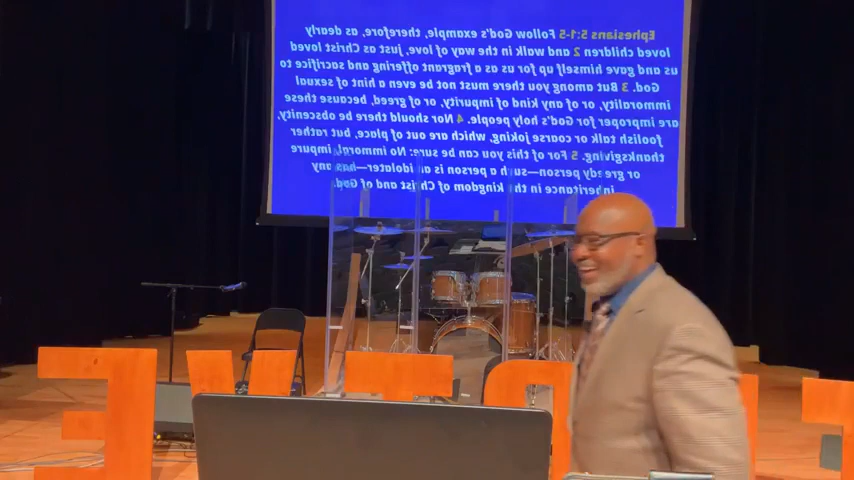 Ephesians 5:1-5 Follow God's example, therefore, as dearly
loved children 2 and walk in the way of love, just as Christ loved
us and gave himself up for us as a fragrant offering and sacrifice to
God. 3 But among you there must not be even a hint of sexual
immorality, or of any kind of impurity, or of greed, because these
are improper for God's holy people. 4 Nor should there be obscenity,
foolish talk or coarse joking, which are out of place, but rather
thanksgiving. 5 For of this you can be sure: No immoral, impure
or greedy person—such a person is an idolater—has any
inheritance in the kingdom of Christ and of God.